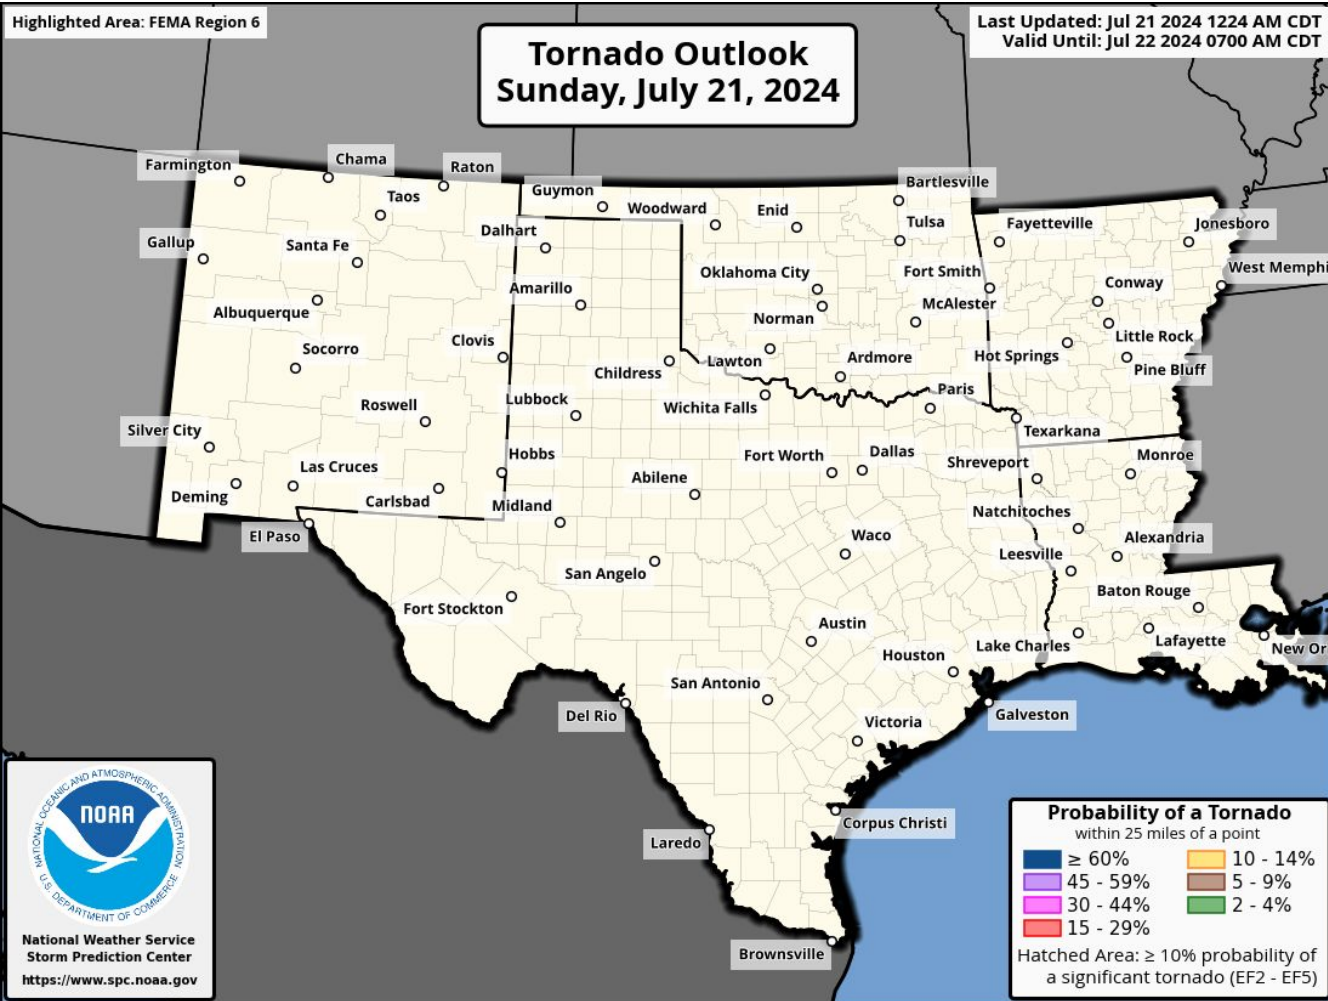 Highlighted Area: FEMA Region 6
Last Updated: Jul 21 2024 1224 AM CDT
Valid Until: Jul 22 2024 0700 AM CDT
Tornado Outlook
Sunday, July 21, 2024
Farmington
Chama
Raton
Taos
Guymon
Woodward
Enid
Bartlesville
Tulsa
Fayetteville
Jonesboro
Gallup
Santa Fe
Dalhart
Oklahoma City
Fort Smith
West Memphi
Amarillo
Conway
Albuquerque
Norman
McAlester
Socorro
Clovis
Little Rock
Childress
Lawton
Ardmore
Hot Springs
Pine Bluff
Roswell
Lubbock
Wichita Falls
Paris
Silver City
Texarkana
Las Cruces
Hobbs
Fort Worth
Dallas
Shreveport
Monroe
Deming
Carlsbad
Midland
Abilene
Natchitoches
El Paso
Waco
Leesville
Alexandria
San Angelo
Fort Stockton
Baton Rouge
Austin
Lake Charles
Lafayette
New Or
Houston
San Antonio
Del Rio
Victoria
Galveston
Corpus Christi
Laredo
Brownsville
NATIONAL OCEANIC AND ATMOSPHERIC ADMINISTRATION
NOAA
U.S. DEPARTMENT OF COMMERCE
National Weather Service
Storm Prediction Center
https://www.spc.noaa.gov
Probability of a Tornado
within 25 miles of a point
≥ 60%
45 - 59%
30 - 44%
15 - 29%
10 - 14%
5 - 9%
2 - 4%
Hatched Area: ≥ 10% probability of
a significant tornado (EF2 - EF5)